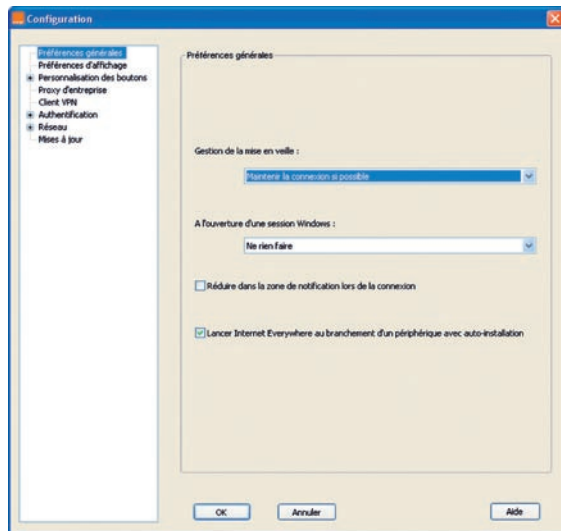 Configuration
Préférences générales
Préférences d'affichage
Personnalisation des boutons
Proxy d'entreprise
Client VPN
Authentification
Réseau
Mises à jour
Préférences générales
Gestion de la mise en veille :
Maintenir la connexion si possible
A l'ouverture d'une session Windows :
Ne rien faire
Réduire dans la zone de notification lors de la connexion
Lancer Internet Everywhere au branchement d'un périphérique avec auto-installation
OK
Annuler
Aide